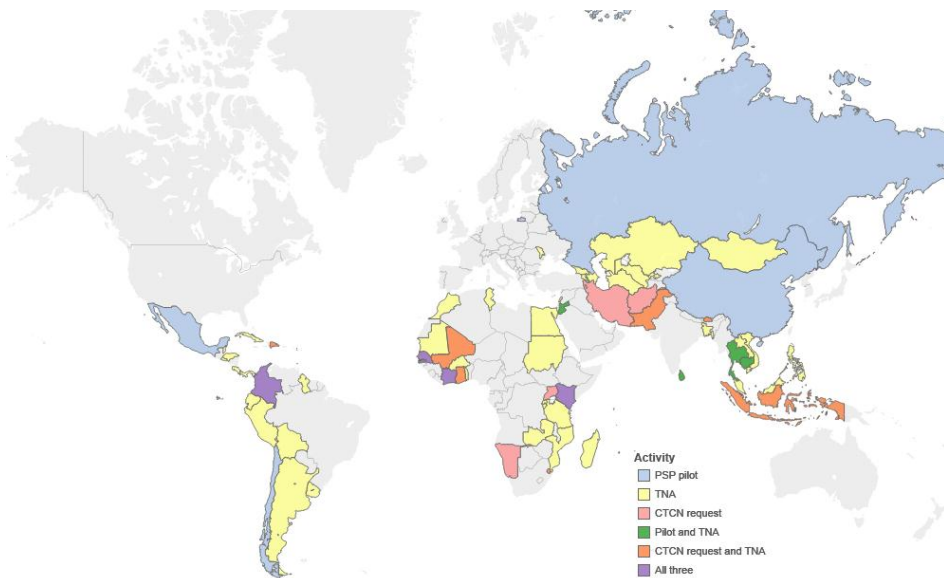 Activity
PSP pilot
TNA
CTCN request
Pilot and TNA
CTCN request and TNA
All three